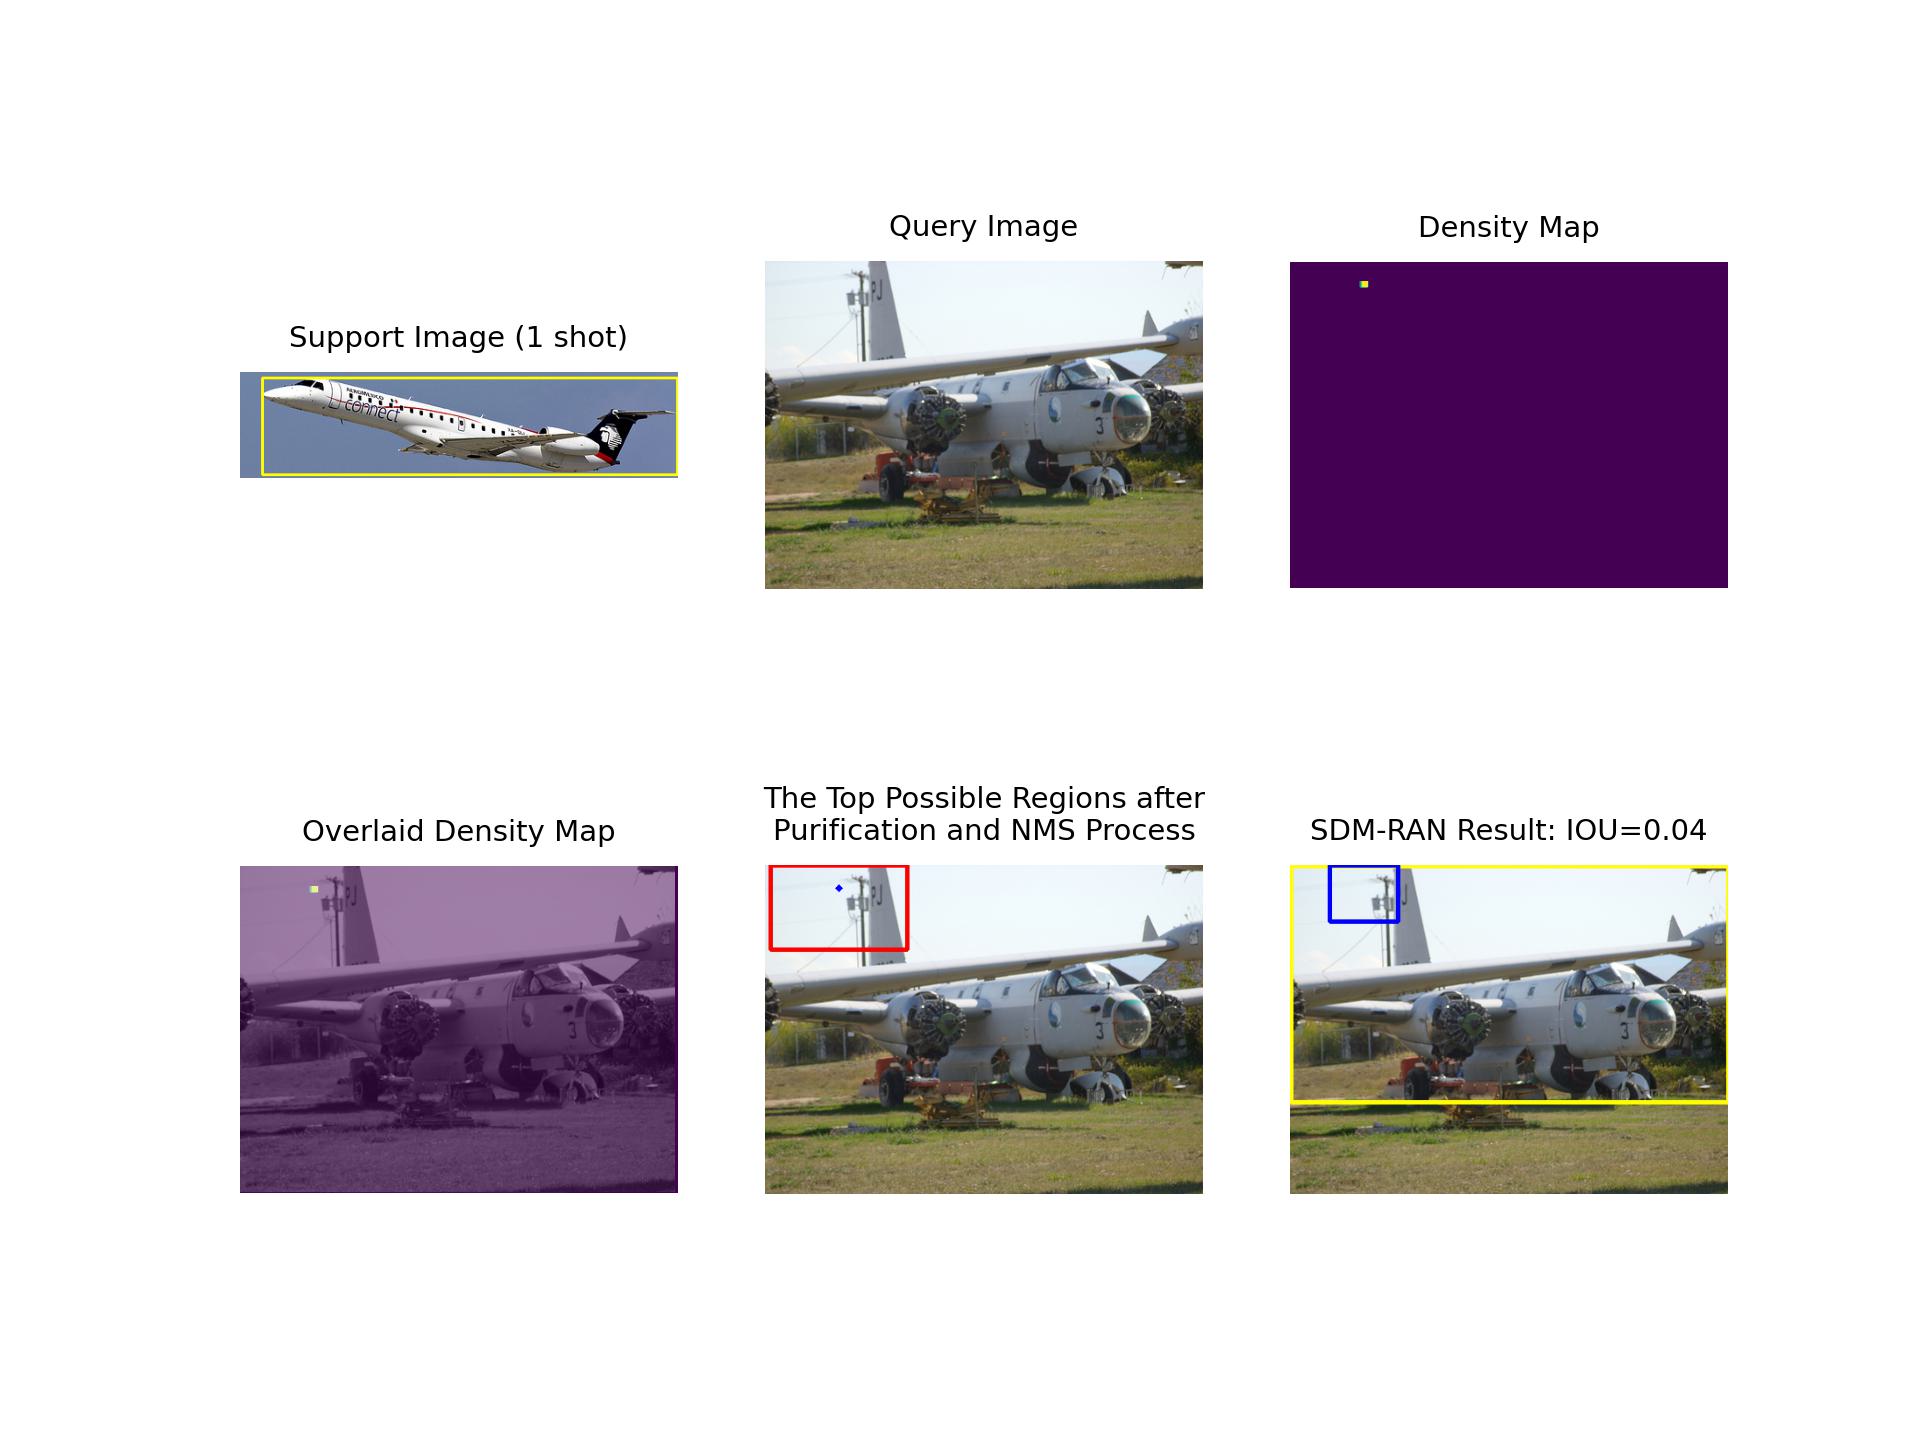 Query Image
Density Map
Support Image (1 shot)
AEROMEXICO
connect
PJ
3
Overlaid Density Map
The Top Possible Regions after
Purification and NMS Process
SDM-RAN Result: IOU=0.04
PJ
3
PJ
3
3